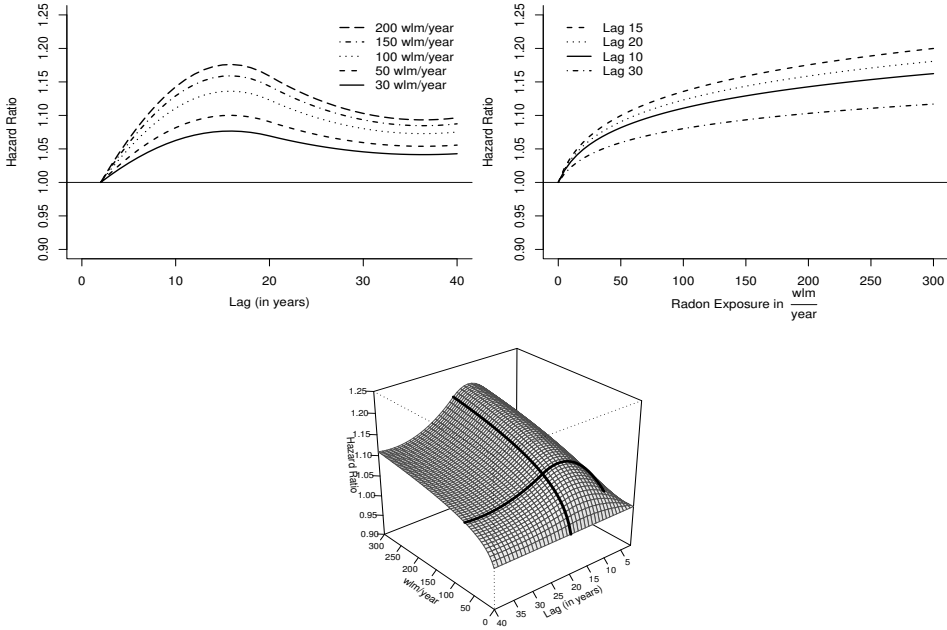 Hazard Ratio
0.90 0.95 1.00 1.05 1.10 1.15 1.20 1.25
200 wlm/year
150 wlm/year
100 wlm/year
50 wlm/year
30 wlm/year
0 10 20 30 40
Lag (in years)
Hazard Ratio
0.90 0.95 1.00 1.05 1.10 1.15 1.20 1.25
Lag 15
Lag 20
Lag 10
Lag 30
0 50 100 150 200 250 300
Radon Exposure in wlm
year
1.25
1.20
1.15
1.10
1.05
1.00
0.95
0.90
Hazard Ratio
300
250
200
150
100
50
0
wlm/year
40 35 30 25 20 15 10 5
Lag (in years)